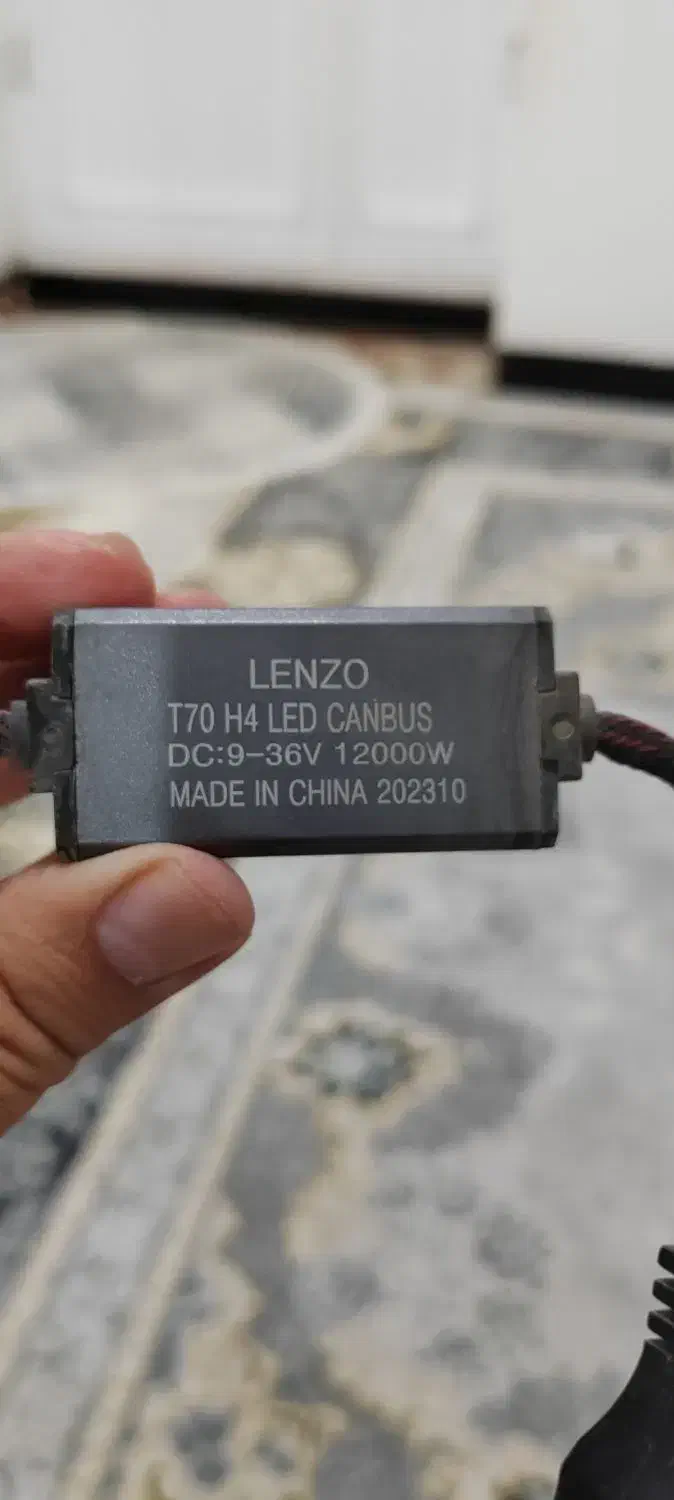 LENZO
T70 H4 LED CANBUS
DC:9-36V 12000W
MADE IN CHINA 202310